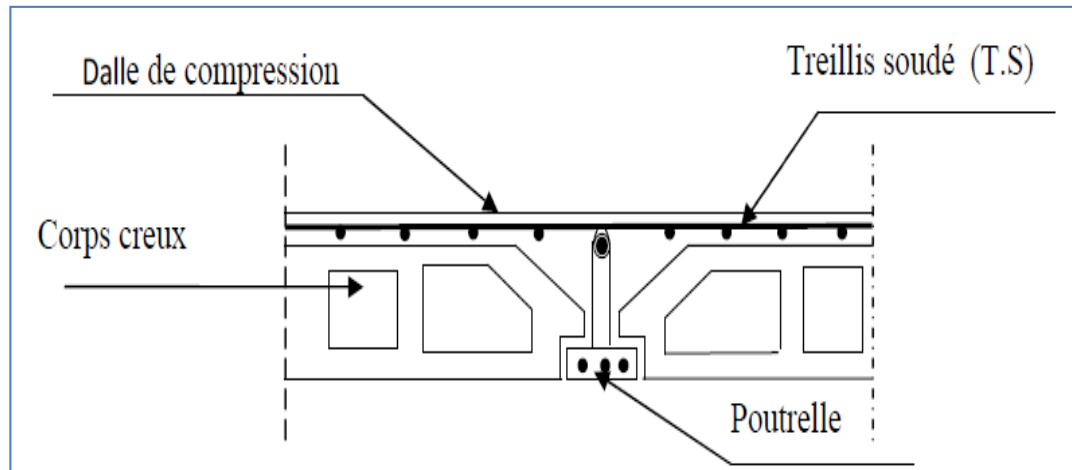 Dalle de compression
Treillis soudé (T.S)
Corps creux
Poutrelle